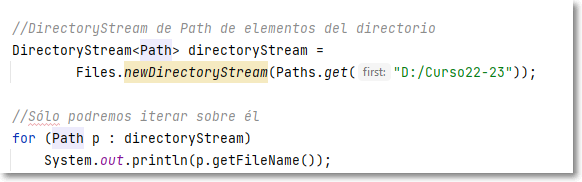 //DirectoryStream de Path de elementos del directorio
DirectoryStream<Path> directoryStream =
Files.newDirectoryStream(Paths.get( first: "D:/Curso22-23"));
//Sólo podremos iterar sobre él
for (Path p : directoryStream)
System.out.println(p.getFileName());